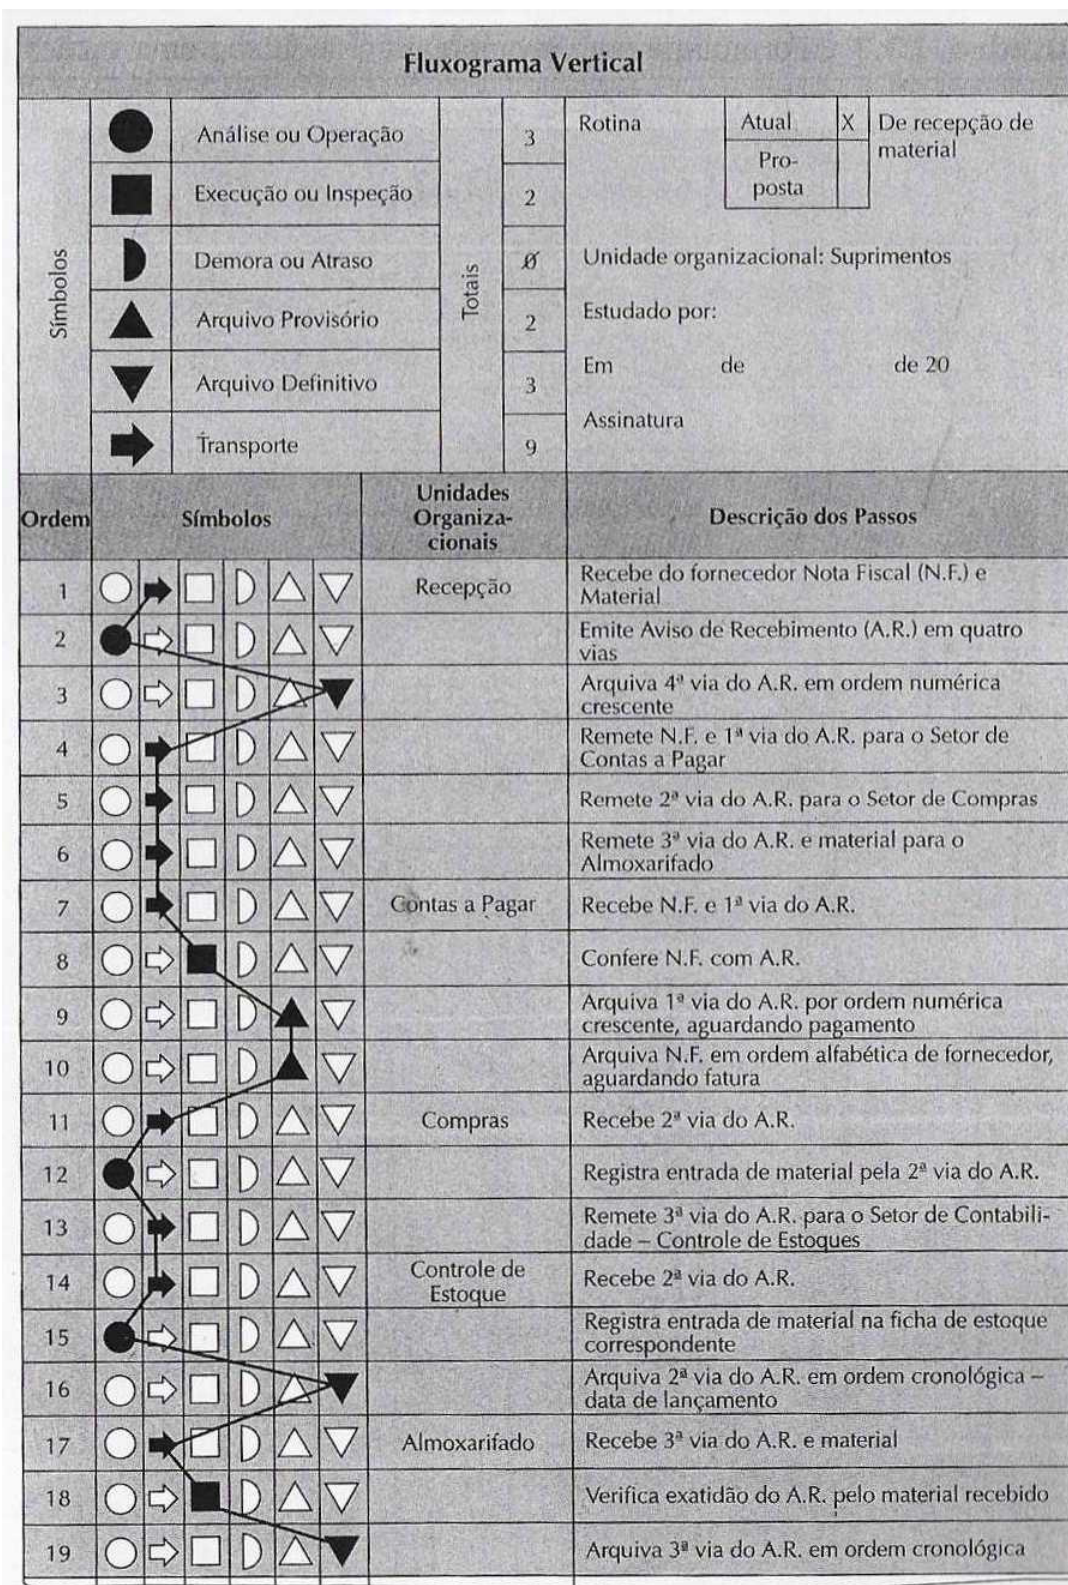 Fluxograma Vertical
Símbolos
Análise ou Operação
Execução ou Inspeção
Demora ou Atraso
Arquivo Provisório
Arquivo Definitivo
Transporte
Totais
3
2
0
2
3
9
Rotina
Atual
X
Pro-
posta
De recepção de
material
Unidade organizacional: Suprimentos
Estudado por:
Em de de 20
Assinatura
Ordem
Símbolos
Unidades
Organiza-
cionais
Descrição dos Passos
1
Recepção
Recebe do fornecedor Nota Fiscal (N.F.) e
Material
2
Emite Aviso de Recebimento (A.R.) em quatro
vias
3
Arquiva 4ª via do A.R. em ordem numérica
crescente
4
Remete N.F. e 1ª via do A.R. para o Setor de
Contas a Pagar
5
Remete 2ª via do A.R. para o Setor de Compras
6
Remete 3ª via do A.R. e material para o
Almoxarifado
7
Contas a Pagar
Recebe N.F. e 1ª via do A.R.
8
Confere N.F. com A.R.
9
Arquiva 1ª via do A.R. por ordem numérica
crescente, aguardando pagamento
10
Arquiva N.F. em ordem alfabética de fornecedor,
aguardando fatura
11
Compras
Recebe 2ª via do A.R.
12
Registra entrada de material pela 2ª via do A.R.
13
Remete 3ª via do A.R. para o Setor de Contabili-
dade – Controle de Estoques
14
Controle de
Estoque
Recebe 2ª via do A.R.
15
Registra entrada de material na ficha de estoque
correspondente
16
Arquiva 2ª via do A.R. em ordem cronológica –
data de lançamento
17
Almoxarifado
Recebe 3ª via do A.R. e material
18
Verifica exatidão do A.R. pelo material recebido
19
Arquiva 3ª via do A.R. em ordem cronológica